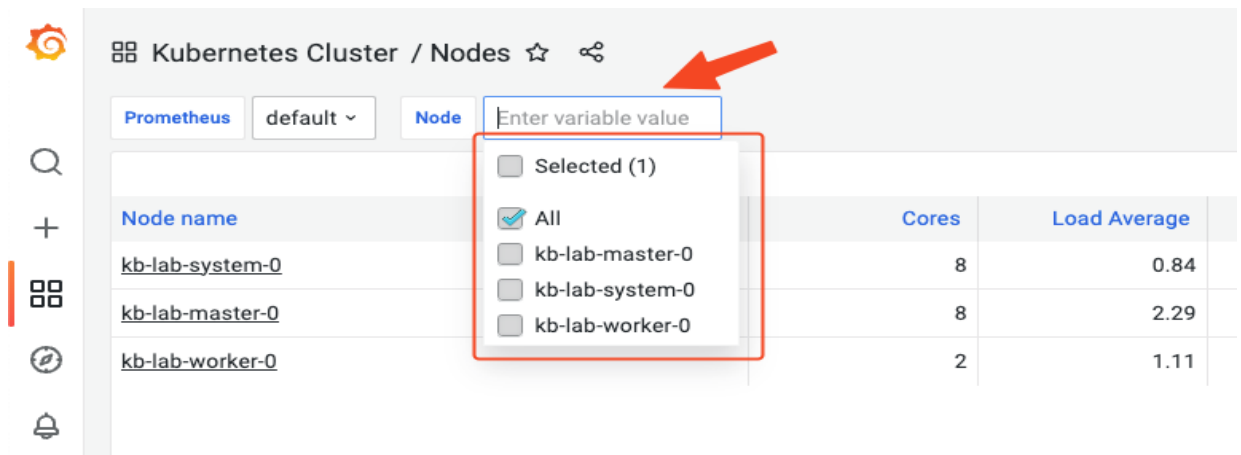 Kubernetes Cluster / Nodes
Prometheus default Node Enter variable value
Selected (1)
All
kb-lab-master-0
kb-lab-system-0
kb-lab-worker-0
Node name Cores Load Average
kb-lab-system-0 8 0.84
kb-lab-master-0 8 2.29
kb-lab-worker-0 2 1.11